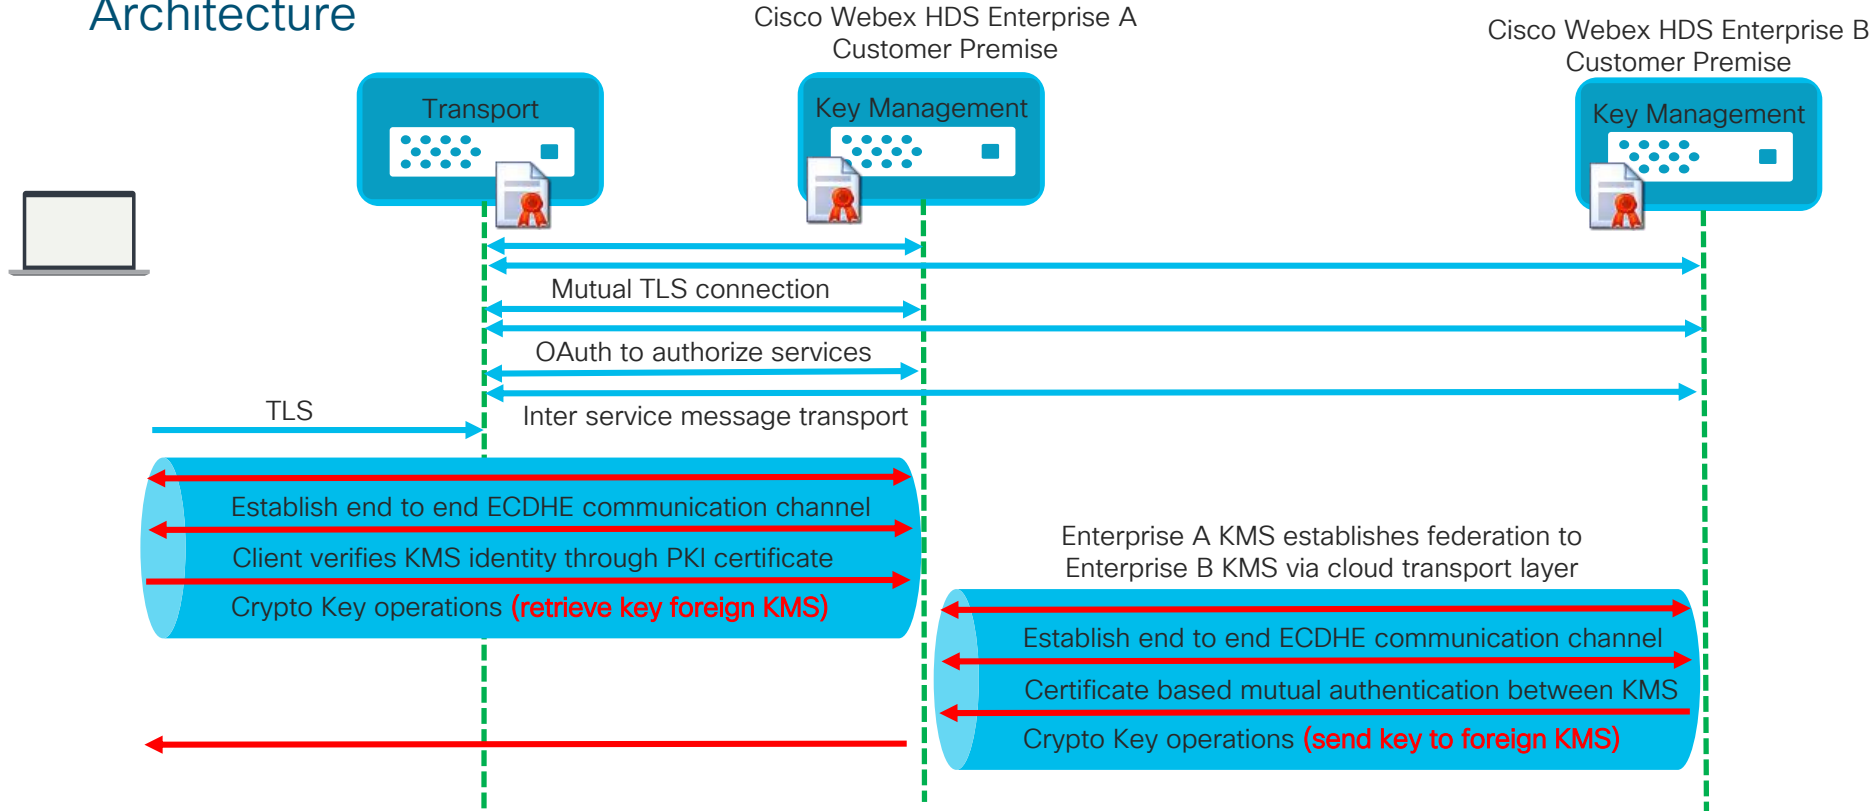 Architecture
Cisco Webex HDS Enterprise A
Customer Premise
Cisco Webex HDS Enterprise B
Customer Premise
Transport
Key Management
Key Management
Mutual TLS connection
OAuth to authorize services
TLS
Inter service message transport
Establish end to end ECDHE communication channel
Client verifies KMS identity through PKI certificate
Crypto Key operations (retrieve key foreign KMS)
Enterprise A KMS establishes federation to
Enterprise B KMS via cloud transport layer
Establish end to end ECDHE communication channel
Certificate based mutual authentication between KMS
Crypto Key operations (send key to foreign KMS)